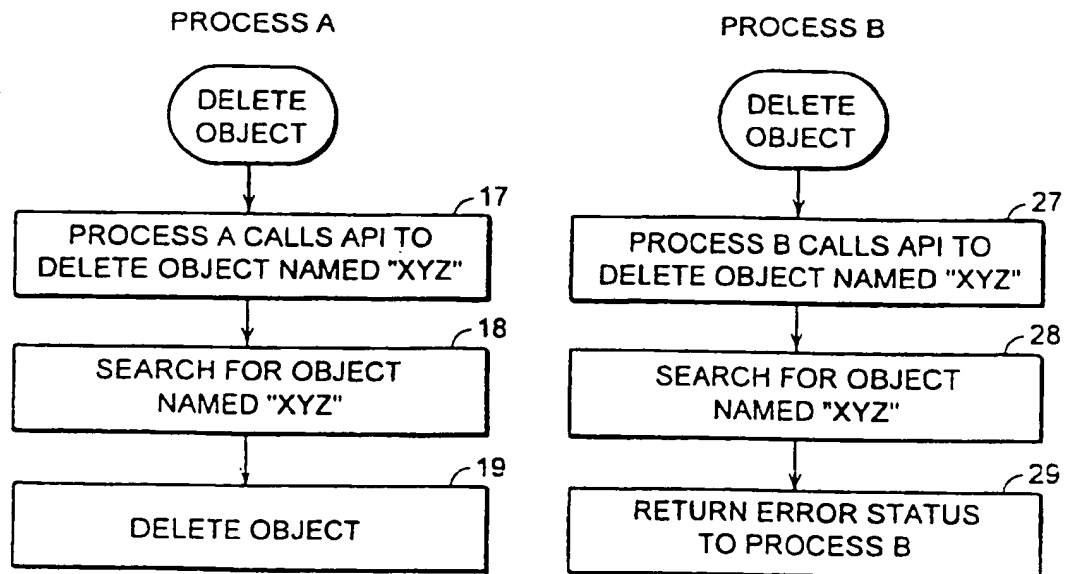 PROCESS A
DELETE
OBJECT
17
PROCESS A CALLS API TO
DELETE OBJECT NAMED "XYZ"
18
SEARCH FOR OBJECT
NAMED "XYZ"
19
DELETE OBJECT
PROCESS B
DELETE
OBJECT
27
PROCESS B CALLS API TO
DELETE OBJECT NAMED "XYZ"
28
SEARCH FOR OBJECT
NAMED "XYZ"
29
RETURN ERROR STATUS
TO PROCESS B